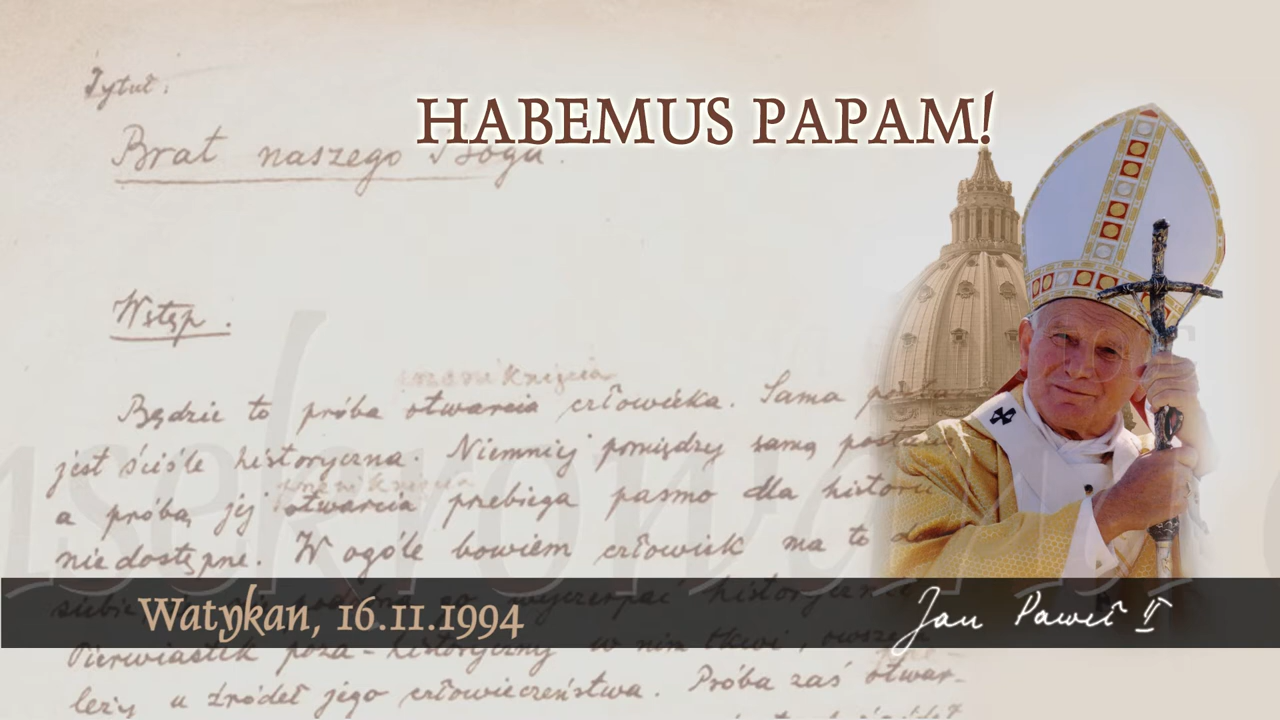 Tytuł:
HABEMUS PAPAM!
Brat naszego Boga.
Wstęp.
Będzie to próba otwarcia człowieka. Sama
jest ściśle historyczna. Niemniej pomiędzy samą
a próbą jej otwarcia przebiega pasmo dla historii
niedostępne. W ogóle bowiem człowiek ma to
Watykan, 16.11.1994
Jan Paweł II
Pierwiastek poza-historyczny w nim tkwi, owszem
leży u źródeł jego człowieczeństwa. Próba zaś otwar-